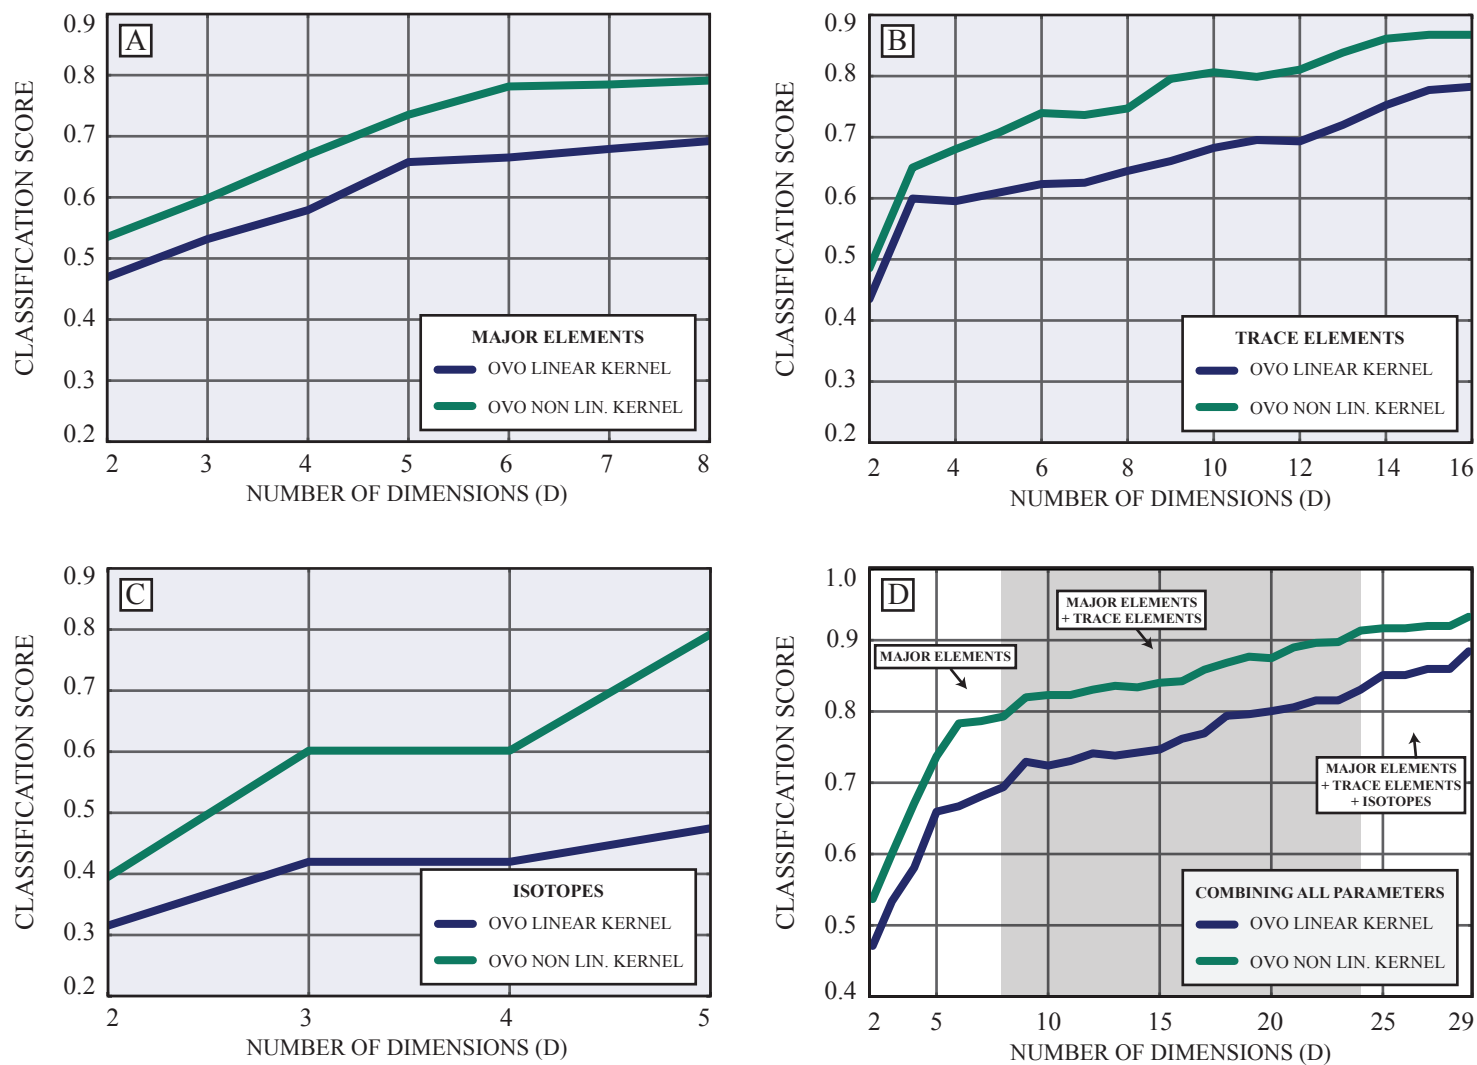 A
CLASSIFICATION SCORE
0.9
0.8
0.7
0.6
0.5
0.4
0.3
0.2
MAJOR ELEMENTS
OVO LINEAR KERNEL
OVO NON LIN. KERNEL
2 3 4 5 6 7 8
NUMBER OF DIMENSIONS (D)
B
CLASSIFICATION SCORE
0.9
0.8
0.7
0.6
0.5
0.4
0.3
0.2
TRACE ELEMENTS
OVO LINEAR KERNEL
OVO NON LIN. KERNEL
2 4 6 8 10 12 14 16
NUMBER OF DIMENSIONS (D)
C
CLASSIFICATION SCORE
0.9
0.8
0.7
0.6
0.5
0.4
0.3
0.2
ISOTOPES
OVO LINEAR KERNEL
OVO NON LIN. KERNEL
2 3 4 5
NUMBER OF DIMENSIONS (D)
D
CLASSIFICATION SCORE
1.0
0.9
0.8
0.7
0.6
0.5
0.4
MAJOR ELEMENTS
MAJOR ELEMENTS
+ TRACE ELEMENTS
MAJOR ELEMENTS
+ TRACE ELEMENTS
+ ISOTOPES
COMBINING ALL PARAMETERS
OVO LINEAR KERNEL
OVO NON LIN. KERNEL
2 5 10 15 20 25 29
NUMBER OF DIMENSIONS (D)